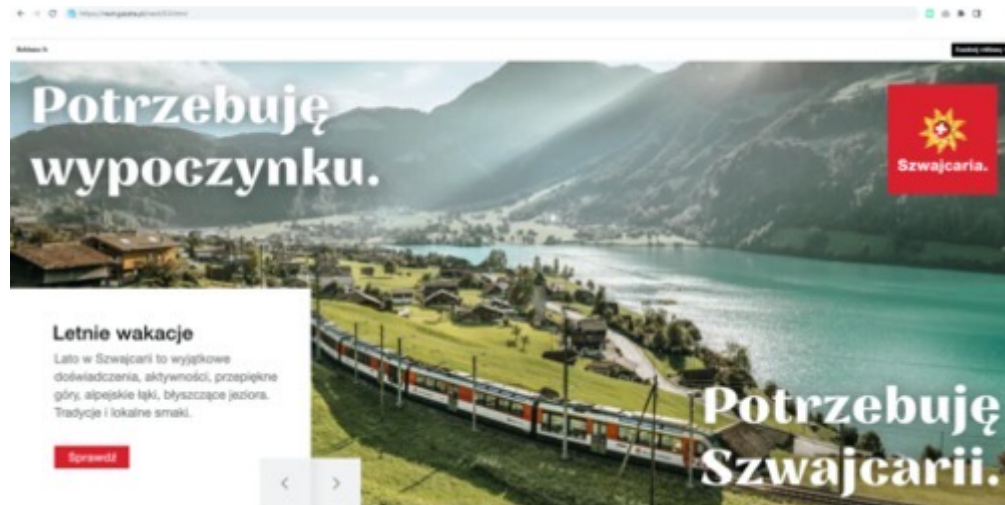 Potrzebuję
wypoczynku.
Szwajcaria.
Letnie wakacje
Lato w Szwajcarii to wyjątkowe
doświadczenia, aktywności, przepiękne
góry, alpejskie łąki, błyszczące jeziora.
Tradycje i lokalne smaki.
Sprawdź
Potrzebuję
Szwajcarii.